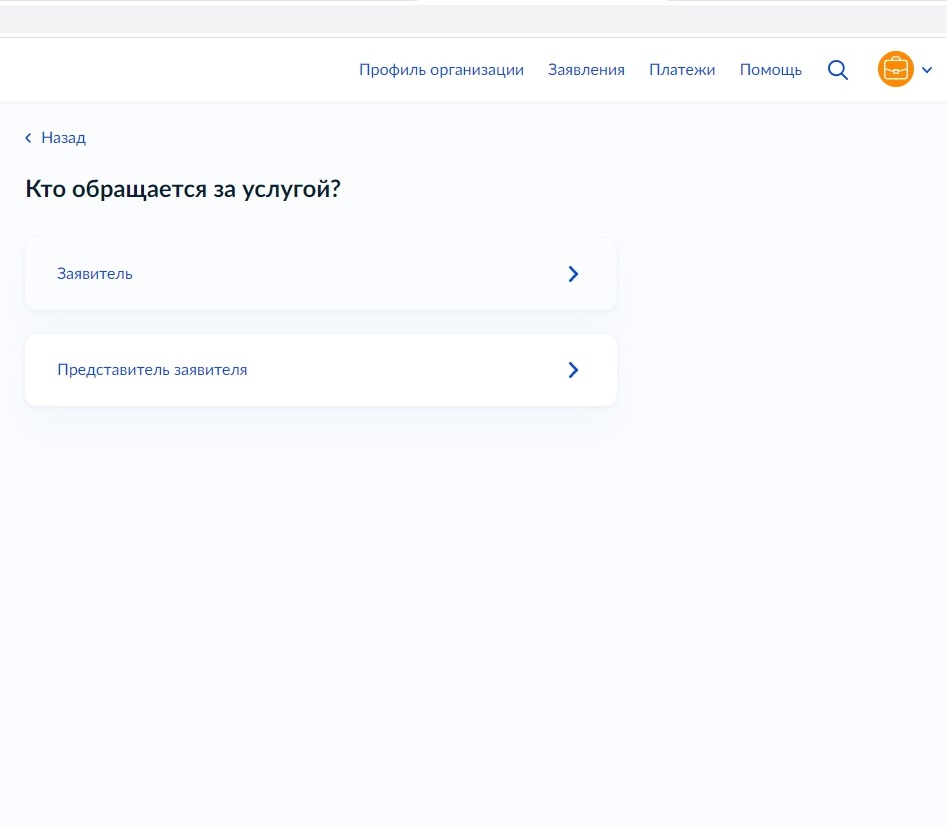 Профиль организации Заявления Платежи Помощь
Назад
Кто обращается за услугой?
Заявитель
Представитель заявителя